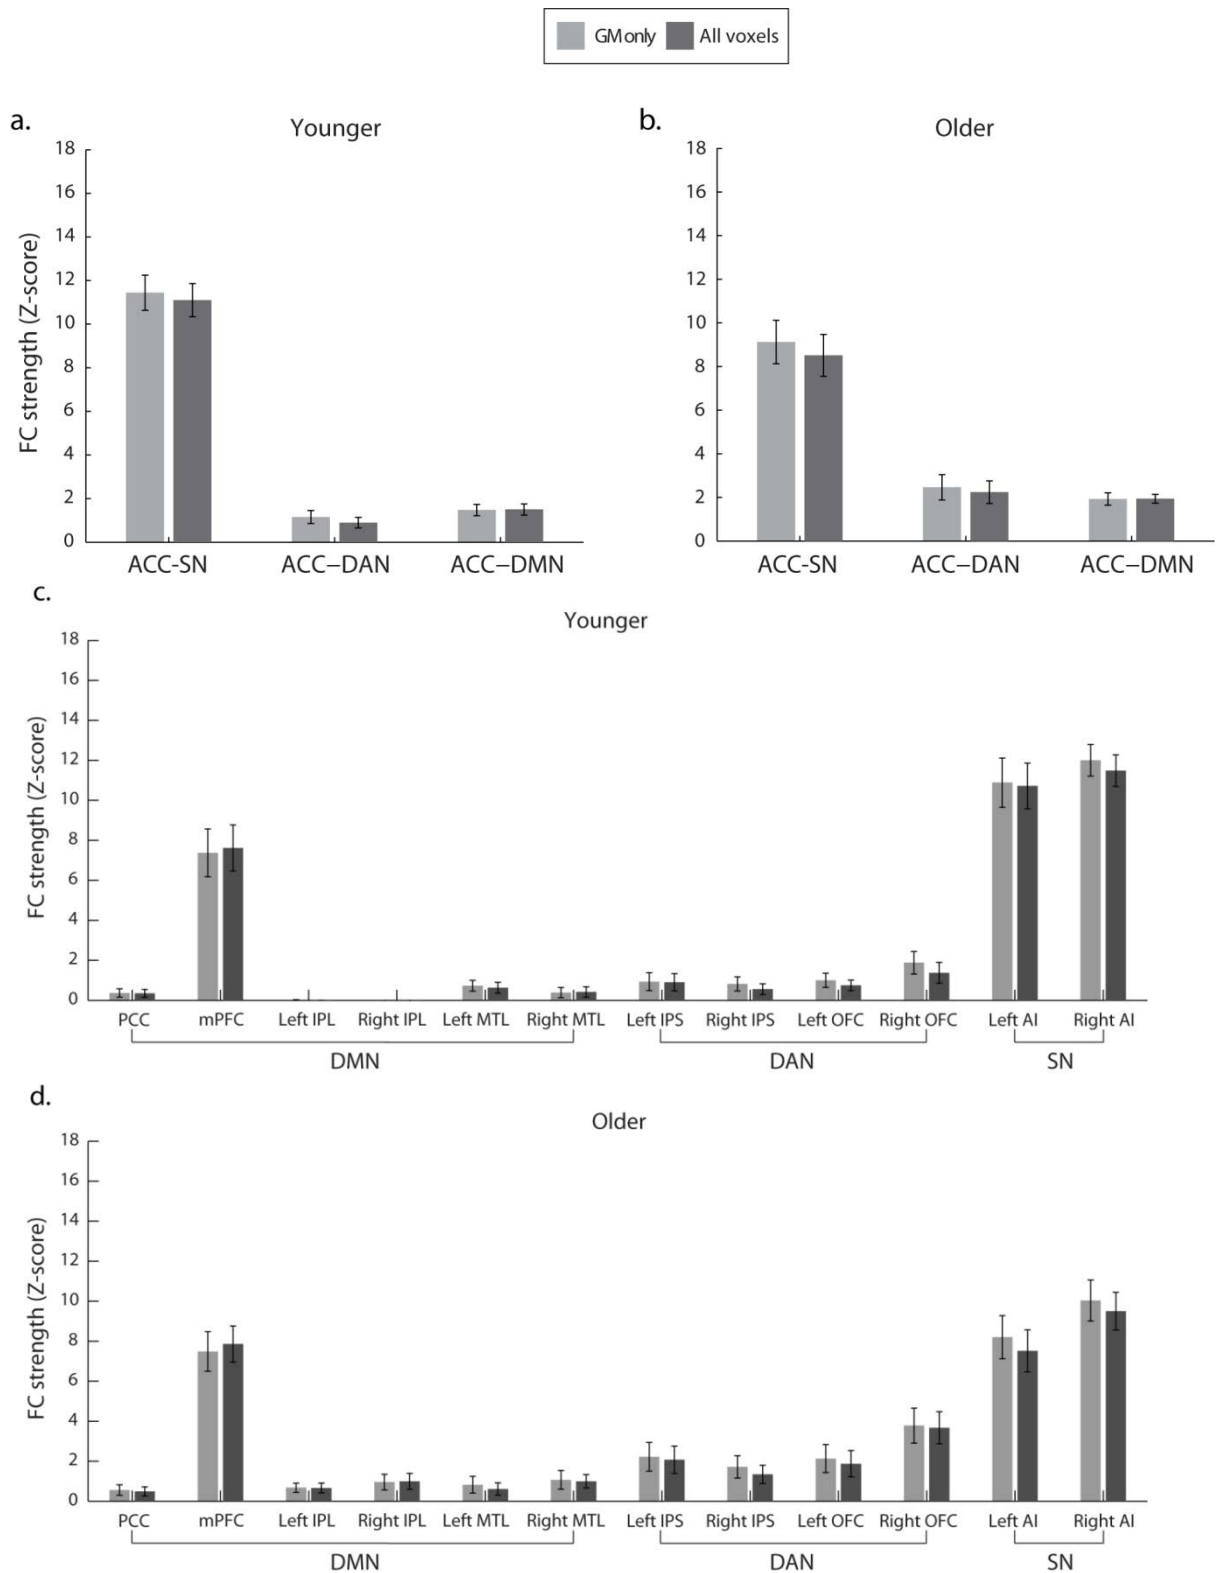 GM only All voxels
a. Younger
b. Older
FC strength (Z-score)
18
16
14
12
10
8
6
4
2
0
ACC-SN ACC–DAN ACC–DMN
18
16
14
12
10
8
6
4
2
0
ACC-SN ACC–DAN ACC–DMN
c.
Younger
FC strength (Z-score)
18
16
14
12
10
8
6
4
2
0
PCC mPFC Left IPL Right IPL Left MTL Right MTL Left IPS Right IPS Left OFC Right OFC Left AI Right AI
DMN DAN SN
d.
Older
FC strength (Z-score)
18
16
14
12
10
8
6
4
2
0
PCC mPFC Left IPL Right IPL Left MTL Right MTL Left IPS Right IPS Left OFC Right OFC Left AI Right AI
DMN DAN SN